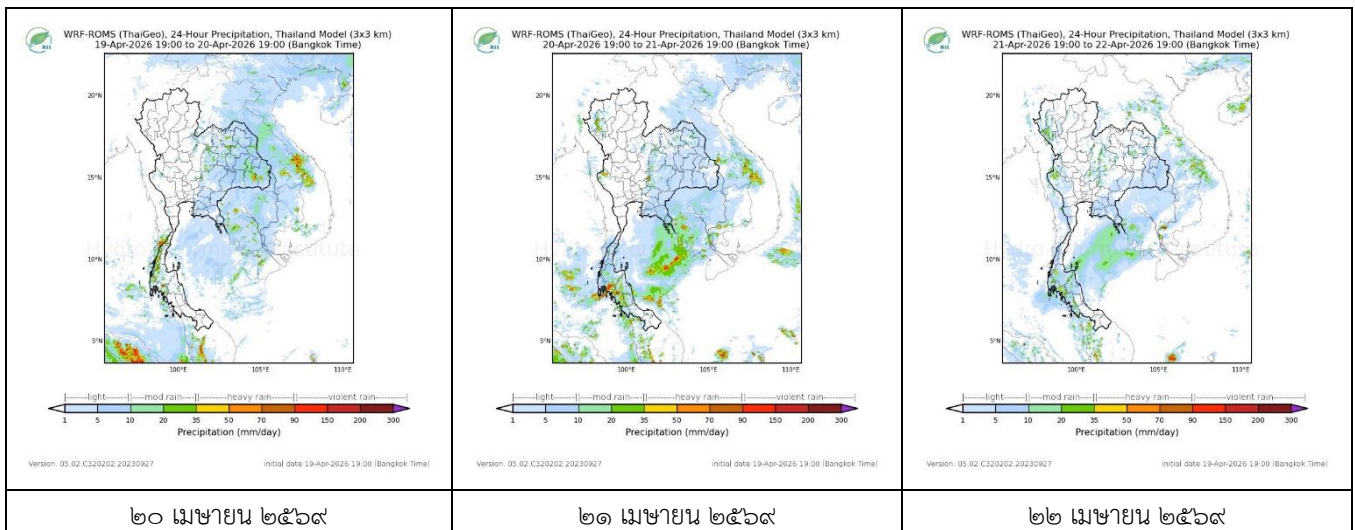 WRF-ROMS (ThaiGeo), 24-Hour Precipitation, Thailand Model (3x3 km)
19-Apr-2026 19:00 to 20-Apr-2026 19:00 (Bangkok Time)
20°N
15°N
10°N
5°N
100°E 105°E 110°E
|------light------||---mod rain---||------heavy rain------||------violent rain------|
1 5 10 20 35 50 70 90 150 200 300
Precipitation (mm/day)
Version: 05.02.C320202.20230927 initial date 19-Apr-2026 19:00 (Bangkok Time)
๒๐ เมษายน ๒๕๖๙
WRF-ROMS (ThaiGeo), 24-Hour Precipitation, Thailand Model (3x3 km)
20-Apr-2026 19:00 to 21-Apr-2026 19:00 (Bangkok Time)
20°N
15°N
10°N
5°N
100°E 105°E 110°E
|------light------||---mod rain---||------heavy rain------||------violent rain------|
1 5 10 20 35 50 70 90 150 200 300
Precipitation (mm/day)
Version: 05.02.C320202.20230927 initial date 19-Apr-2026 19:00 (Bangkok Time)
๒๑ เมษายน ๒๕๖๙
WRF-ROMS (ThaiGeo), 24-Hour Precipitation, Thailand Model (3x3 km)
21-Apr-2026 19:00 to 22-Apr-2026 19:00 (Bangkok Time)
20°N
15°N
10°N
5°N
100°E 105°E 110°E
|------light------||---mod rain---||------heavy rain------||------violent rain------|
1 5 10 20 35 50 70 90 150 200 300
Precipitation (mm/day)
Version: 05.02.C320202.20230927 initial date 19-Apr-2026 19:00 (Bangkok Time)
๒๒ เมษายน ๒๕๖๙